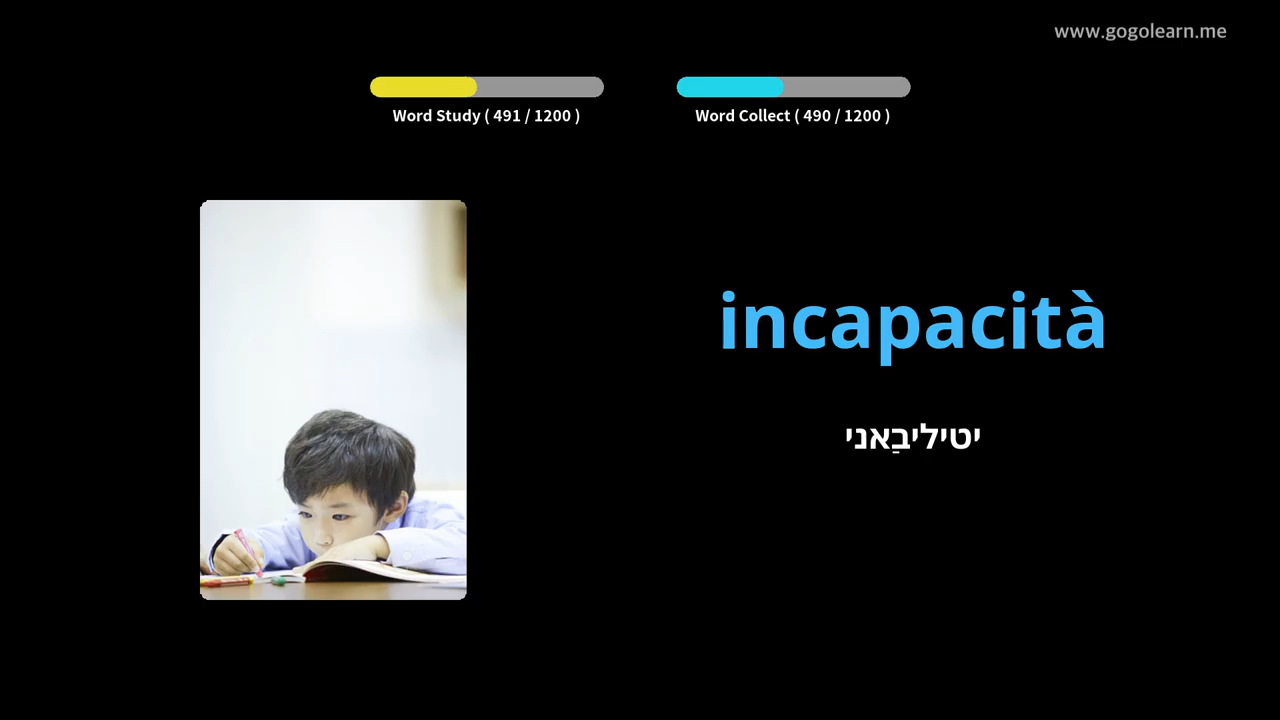 www.gogolearn.me
Word Study ( 491 / 1200 )
Word Collect ( 490 / 1200 )
incapacità
יטיליבַאני